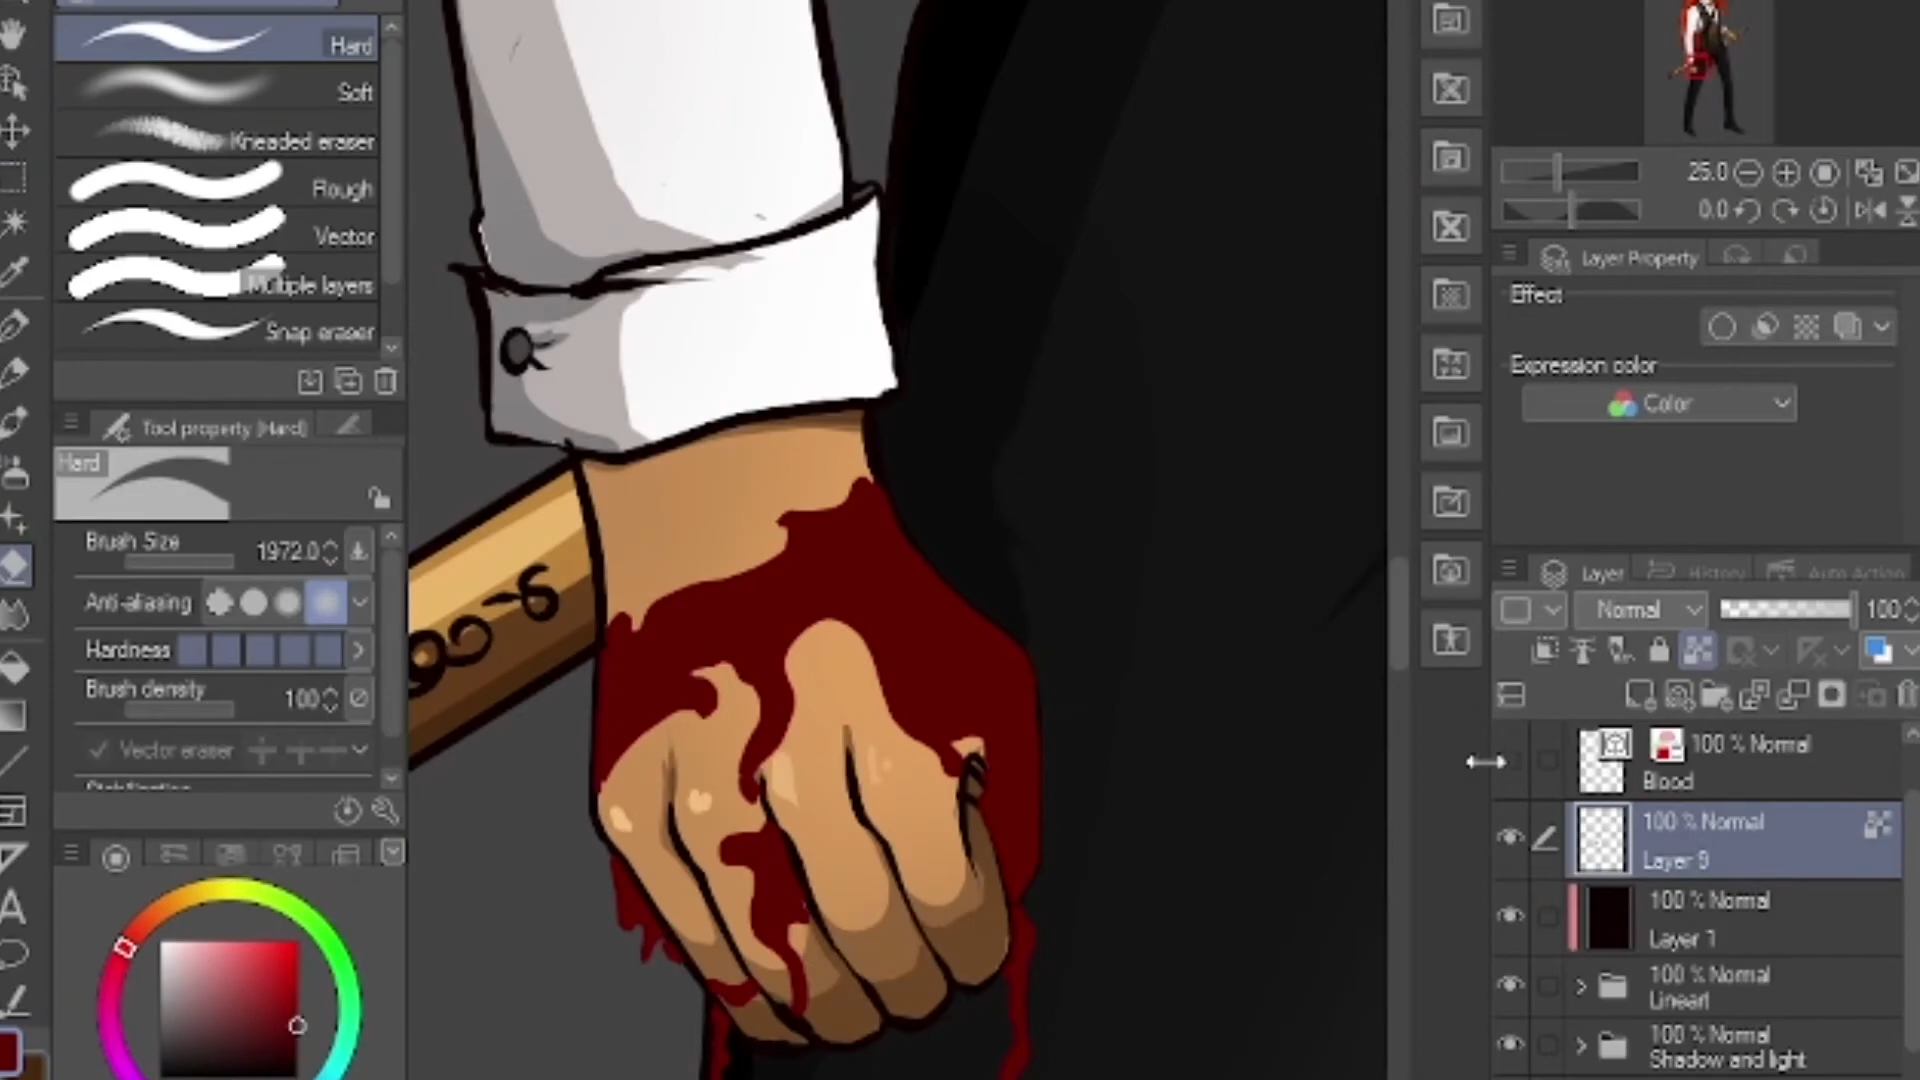 Hard
Soft
Kneaded eraser
Rough
Vector
Multiple layers
Snap eraser
Tool property [Hard]
Hard
Brush Size
1972.0
Anti-aliasing
Hardness
Brush density
100
Vector eraser
25.0
0.0
Layer Property
Effect
Expression color
Color
Layer
History
Auto Action
Normal
100
100 % Normal
Blood
100 % Normal
Layer 9
100 % Normal
Layer 1
100 % Normal
Lineart
100 % Normal
Shadow and light